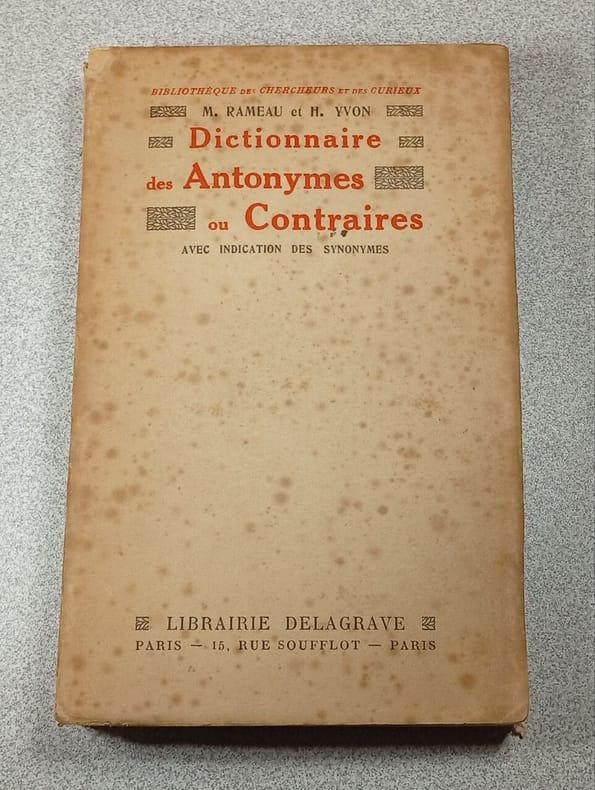 BIBLIOTHÈQUE DES CHERCHEURS ET DES CURIEUX
M. RAMEAU et H. YVON
Dictionnaire
des Antonymes
ou Contraires
AVEC INDICATION DES SYNONYMES
LIBRAIRIE DELAGRAVE
PARIS — 15, RUE SOUFFLOT — PARIS